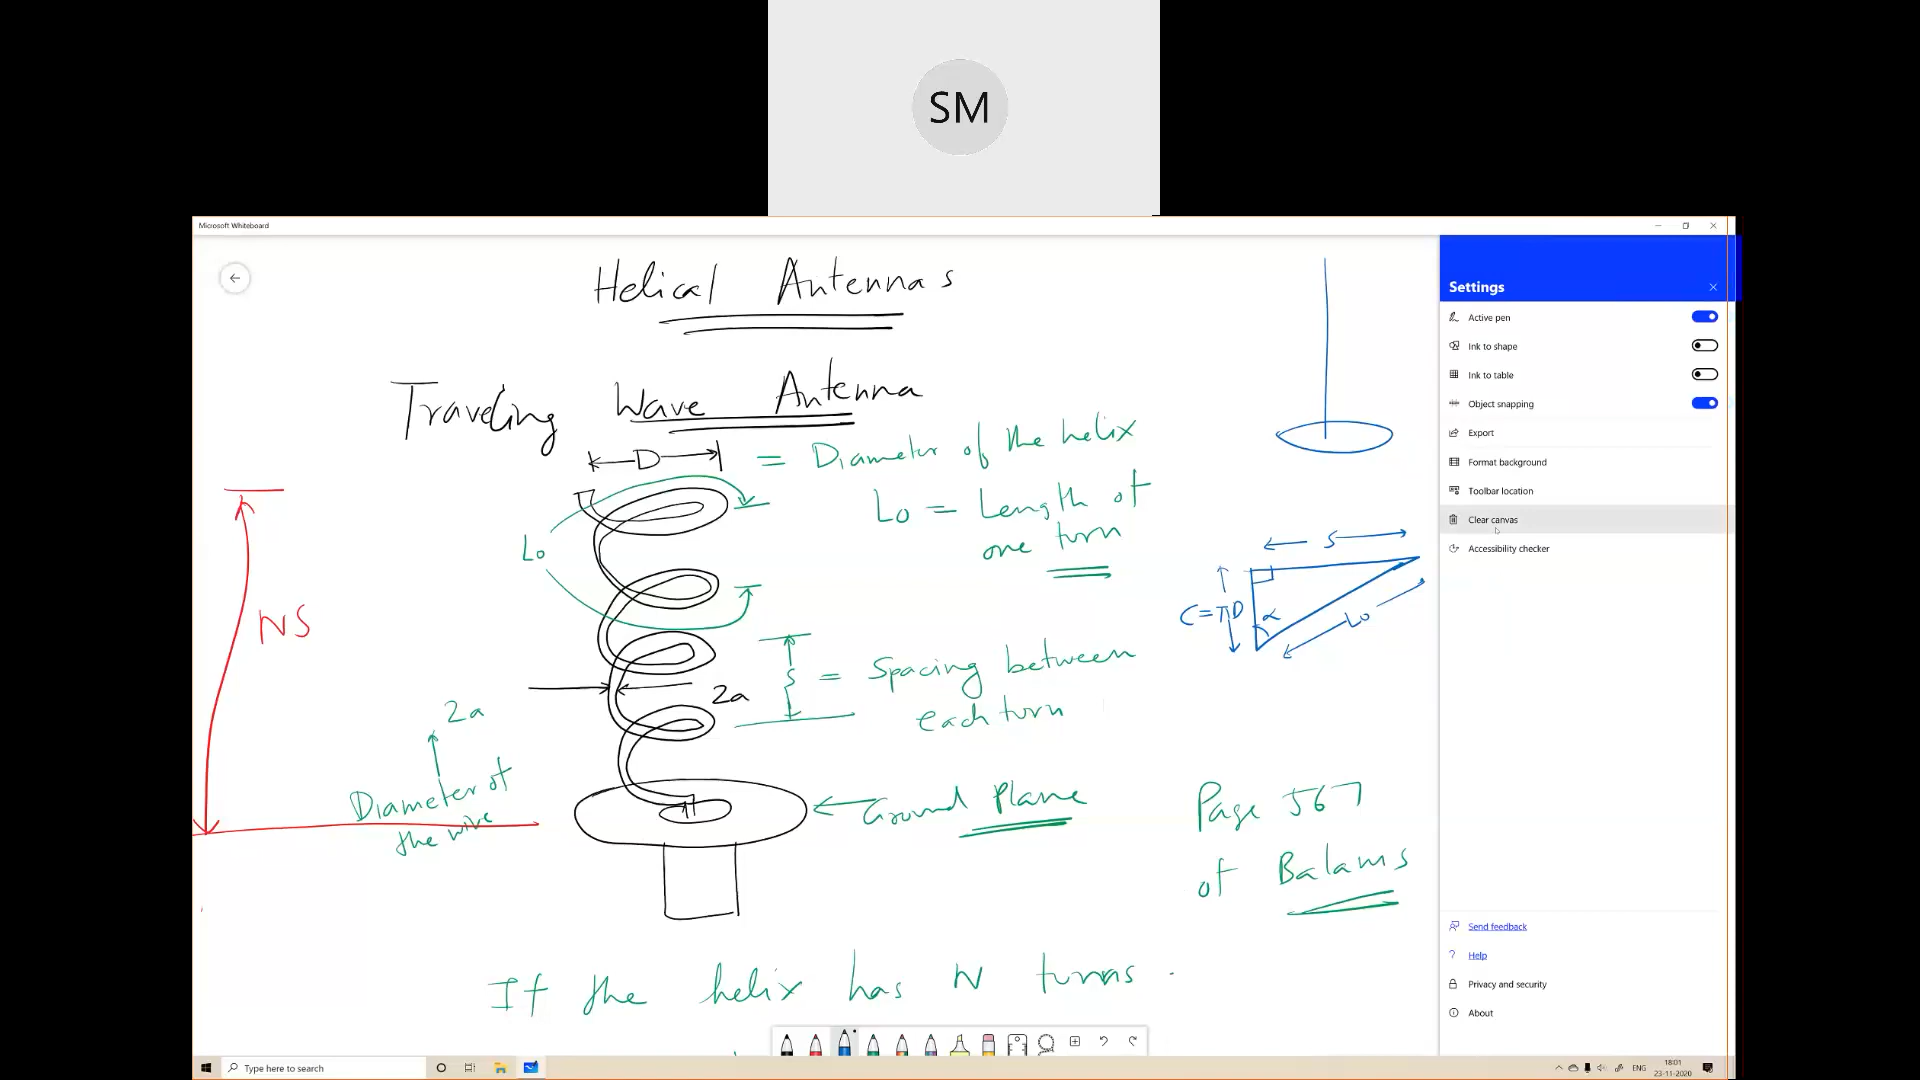 SM
Microsoft Whiteboard
Helical Antennas
Traveling Wave Antenna
D = Diameter of the helix
Lo = Length of
one turn
Lo
NS
S = Spacing between
each turn
2a
2a
Diameter of
the wire
Ground Plane
S
C = πD
α
Lo
Page 567
of Balanis
If the helix has N turns
Settings
Active pen
Ink to shape
Ink to table
Object snapping
Export
Format background
Toolbar location
Clear canvas
Accessibility checker
Send feedback
Help
Privacy and security
About
Type here to search
ENG
18:01
23-11-2020